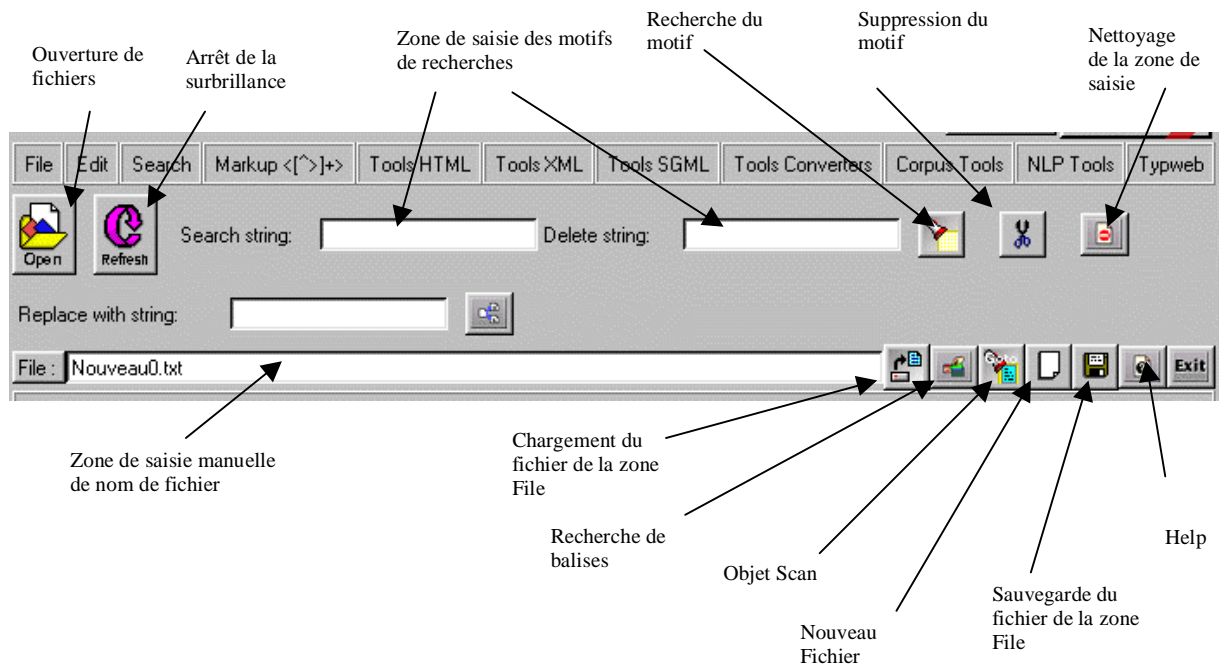 Ouverture de
fichiers
Arrêt de la
surbrillance
Zone de saisie des motifs
de recherches
Recherche du
motif
Suppression du
motif
Nettoyage
de la zone de
saisie
File Edit Search Markup <[^>]+> Tools HTML Tools XML Tools SGML Tools Converters Corpus Tools NLP Tools Typweb
Open Refresh Search string: Delete string:
Replace with string:
File : Nouveau0.txt Goto Exit
Zone de saisie manuelle
de nom de fichier
Chargement du
fichier de la zone
File
Recherche de
balises
Objet Scan
Nouveau
Fichier
Sauvegarde du
fichier de la zone
File
Help